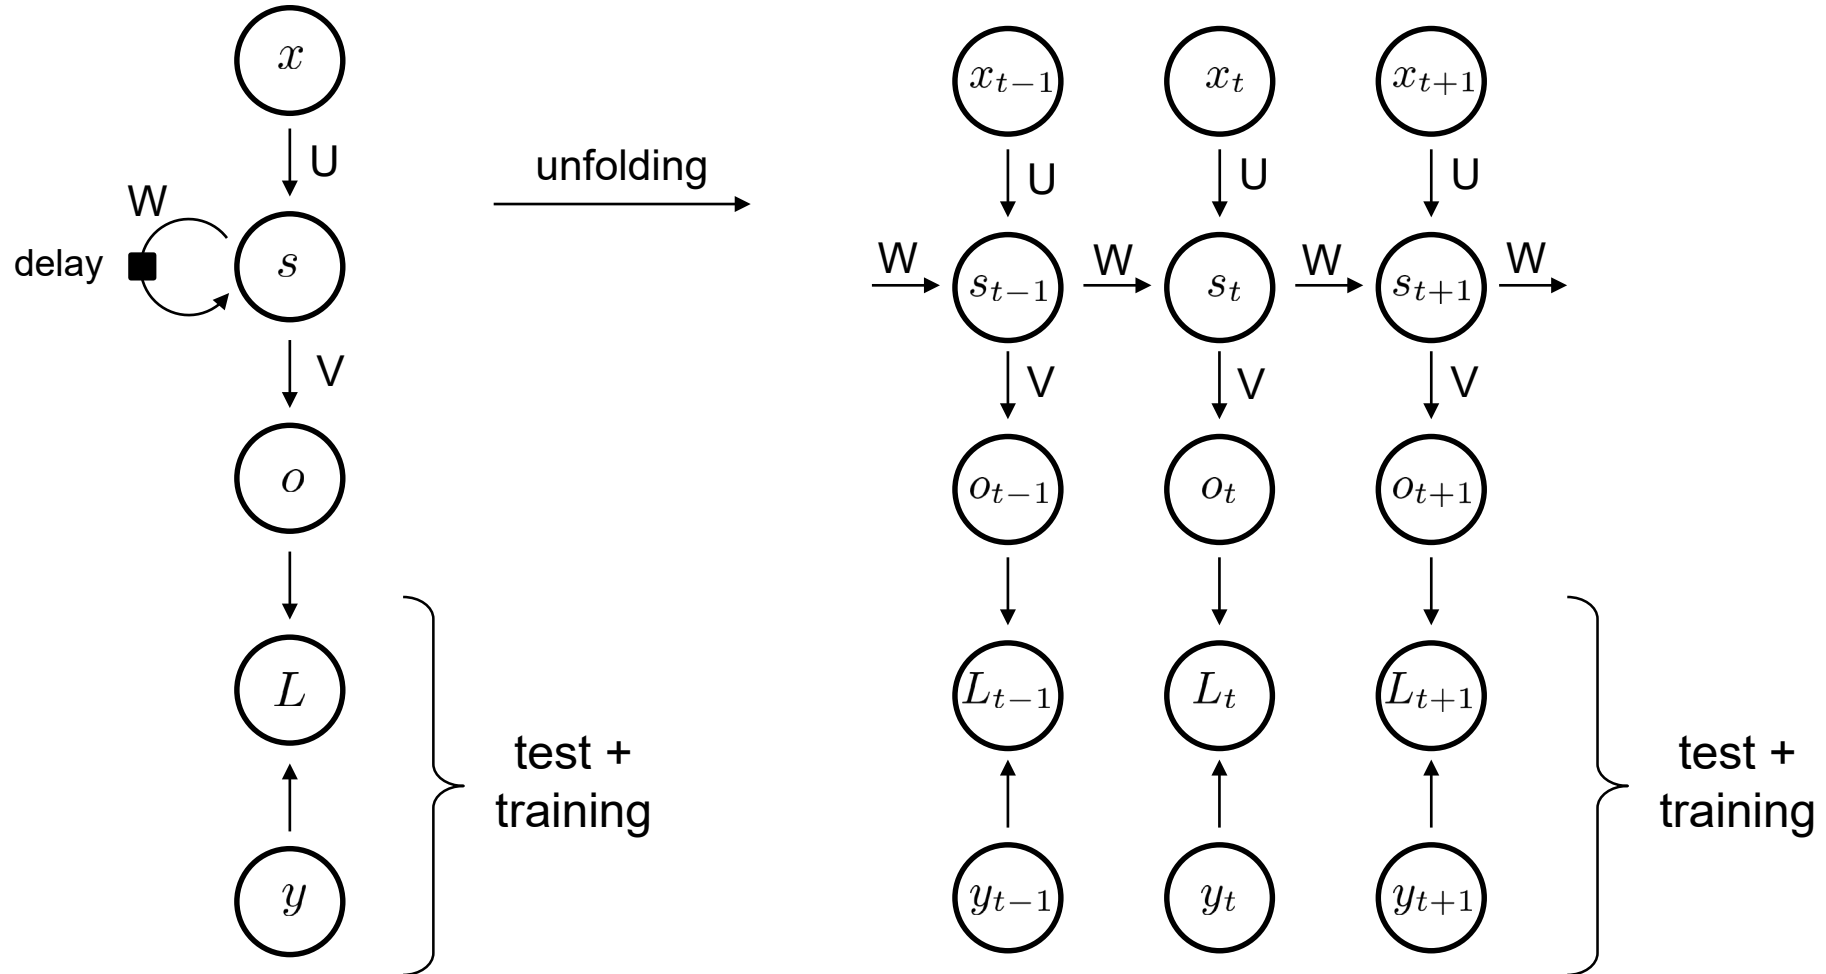 x
U
W
delay
s
V
o
L
y
test +
training
unfolding
x_{t-1} x_t x_{t+1}
U U U
W W W W
s_{t-1} s_t s_{t+1}
V V V
o_{t-1} o_t o_{t+1}
L_{t-1} L_t L_{t+1}
y_{t-1} y_t y_{t+1}
test +
training